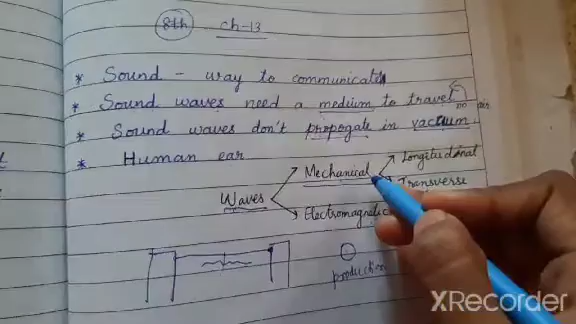 8th Ch-13
* Sound - way to communicate
* Sound waves need a medium to travel
* Sound waves don't propogate in vacuum.
* Human ear
Waves
Mechanical
Longitudinal
Transverse
Electromagnetic
production
XRecorder